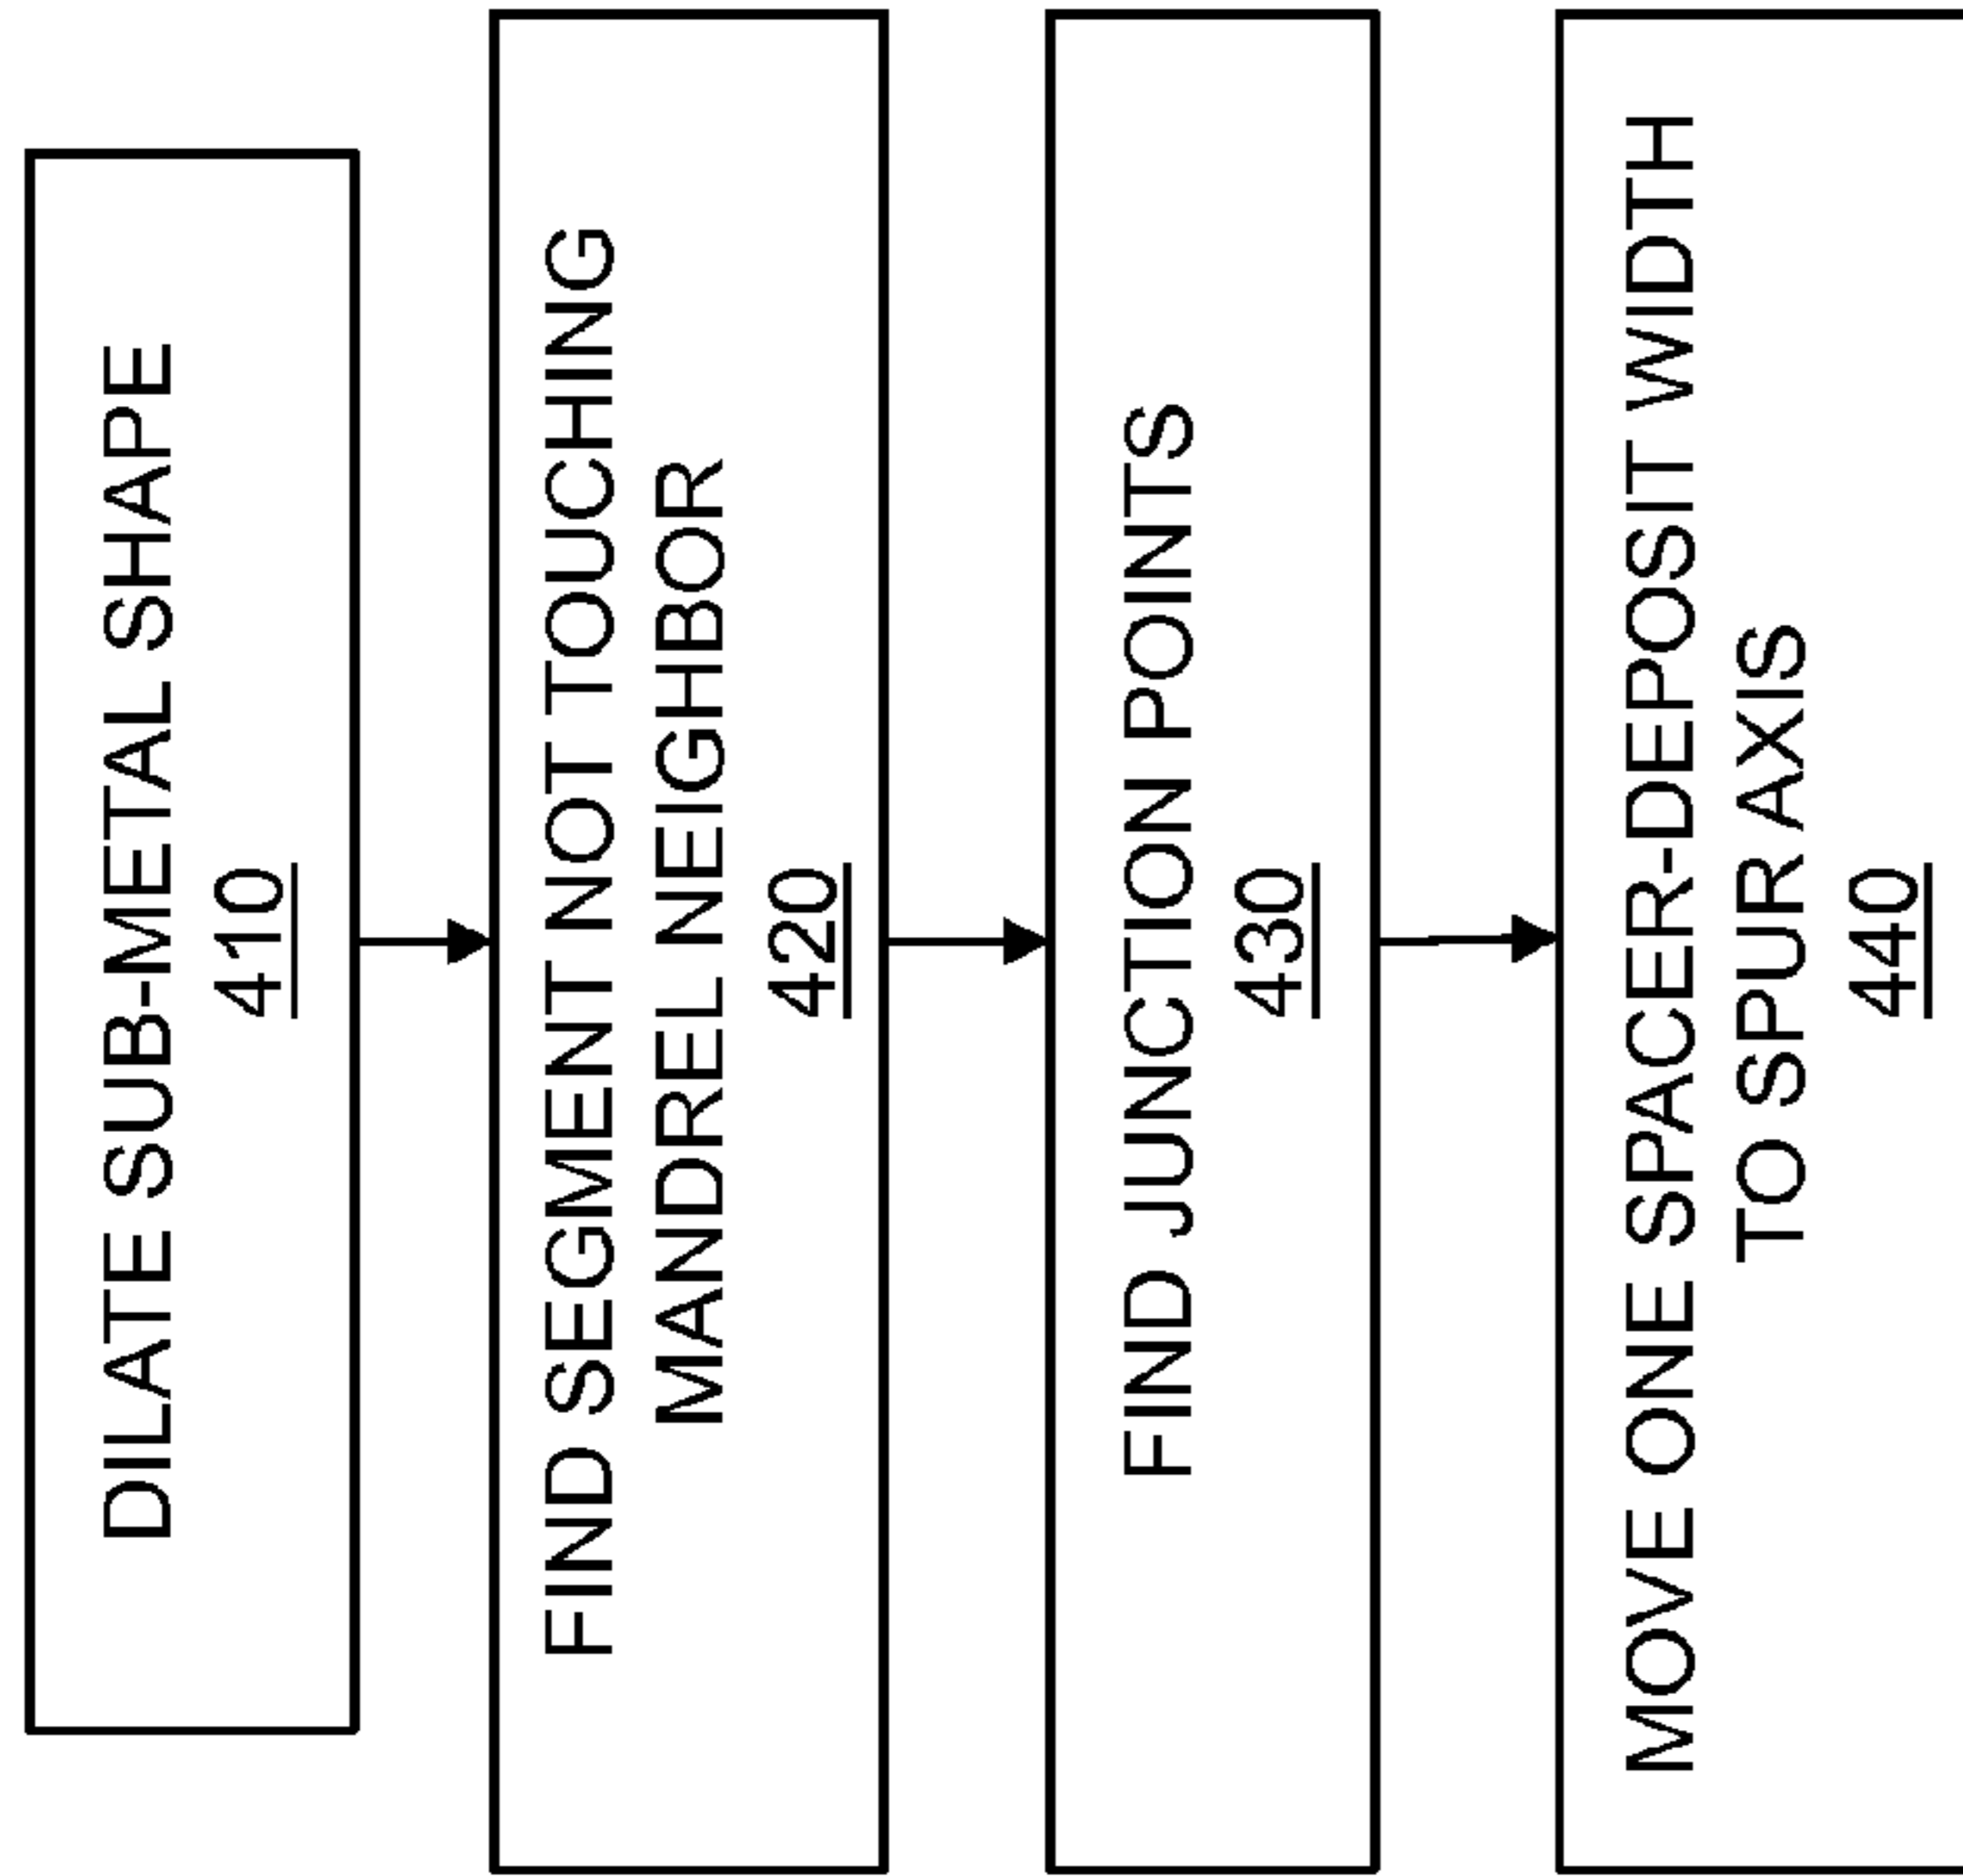 DILATE SUB-METAL SHAPE
410
FIND SEGMENT NOT TOUCHING
MANDREL NEIGHBOR
420
FIND JUNCTION POINTS
430
MOVE ONE SPACER-DEPOSIT WIDTH
TO SPUR AXIS
440